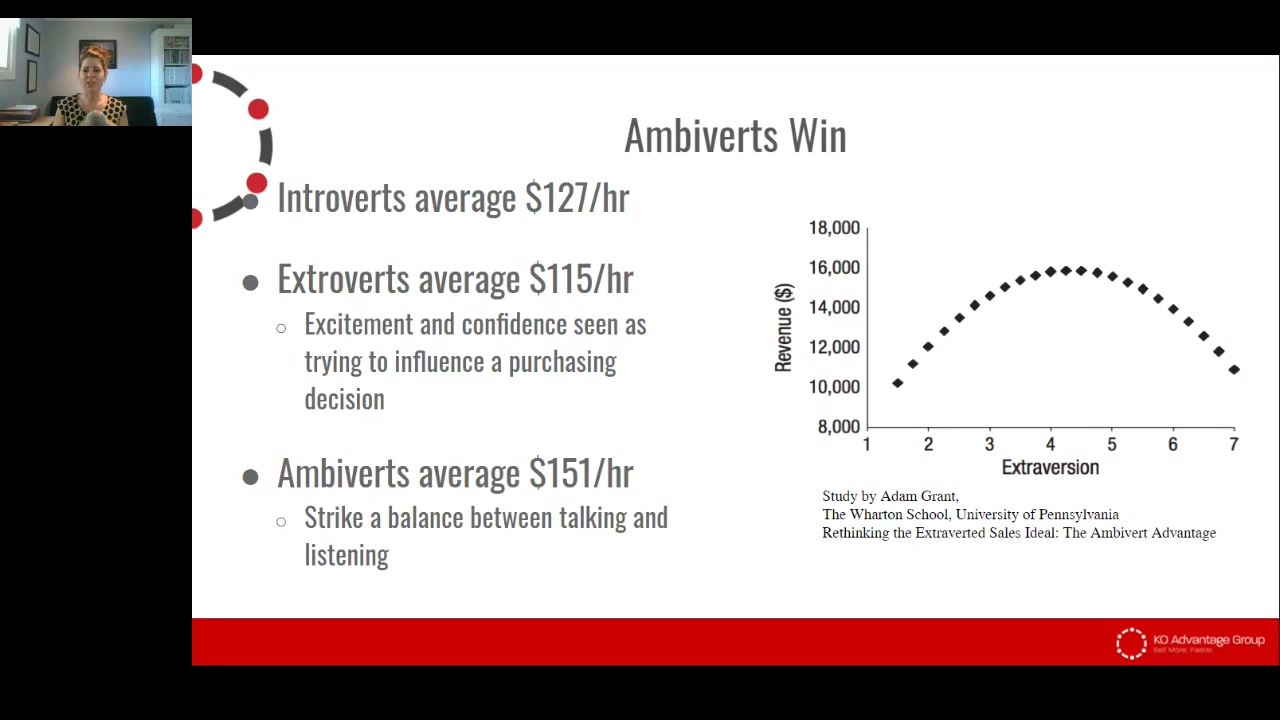 Ambiverts Win
Introverts average $127/hr
Extroverts average $115/hr
Excitement and confidence seen as
trying to influence a purchasing
decision
Ambiverts average $151/hr
Strike a balance between talking and
listening
18,000
16,000
14,000
12,000
10,000
8,000
Revenue ($)
1 2 3 4 5 6 7
Extraversion
Study by Adam Grant,
The Wharton School, University of Pennsylvania
Rethinking the Extraverted Sales Ideal: The Ambivert Advantage
KO Advantage Group
Sell More. Faster.